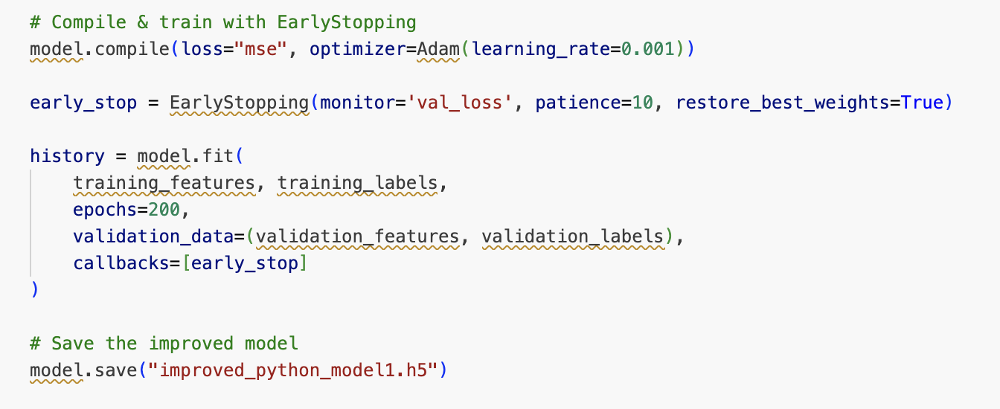 # Compile & train with EarlyStopping
model.compile(loss="mse", optimizer=Adam(learning_rate=0.001))
early_stop = EarlyStopping(monitor='val_loss', patience=10, restore_best_weights=True)
history = model.fit(
    training_features, training_labels,
    epochs=200,
    validation_data=(validation_features, validation_labels),
    callbacks=[early_stop]
)
# Save the improved model
model.save("improved_python_model1.h5")